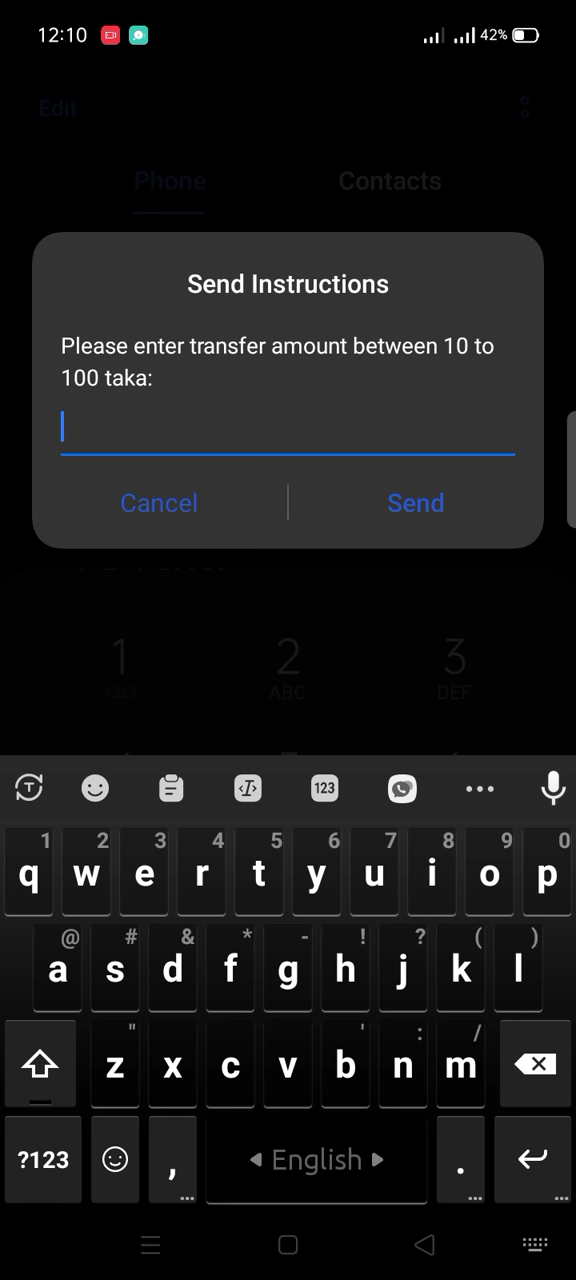 12:10
42%
Edit
Phone Contacts
Send Instructions
Please enter transfer amount between 10 to
100 taka:
Cancel Send
1 2 3
ABC DEF
123
1 2 3 4 5 6 7 8 9 0
q w e r t y u i o p
@ # & * - ! ? ( )
a s d f g h j k l
" ' : /
z x c v b n m
?123 , English .